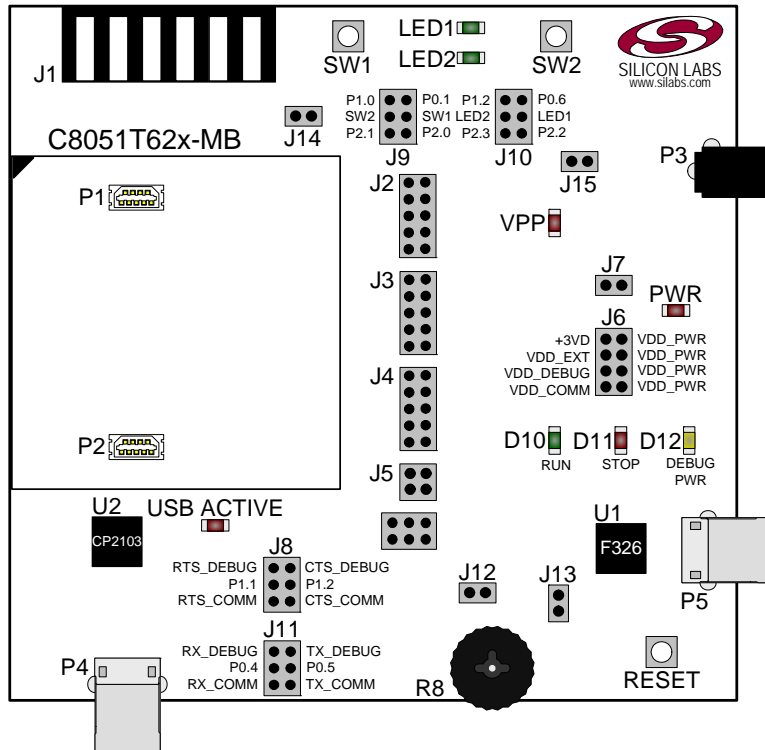 J1
SW1
LED1
LED2
SW2
SILICON LABS
www.silabs.com
C8051T62x-MB
J14
P1.0 P0.1
SW2 SW1
P2.1 P2.0
J9
P1.2 P0.6
LED2 LED1
P2.3 P2.2
J10
J15
P3
P1
J2
VPP
J3
J7
PWR
J6
+3VD VDD_PWR
VDD_EXT VDD_PWR
VDD_DEBUG VDD_PWR
VDD_COMM VDD_PWR
J4
P2
D10
RUN
D11
STOP
D12
DEBUG
PWR
J5
U2
CP2103
USB ACTIVE
U1
F326
J8
RTS_DEBUG CTS_DEBUG
P1.1 P1.2
RTS_COMM CTS_COMM
J12
J13
P5
J11
RX_DEBUG TX_DEBUG
P0.4 P0.5
RX_COMM TX_COMM
P4
R8
RESET